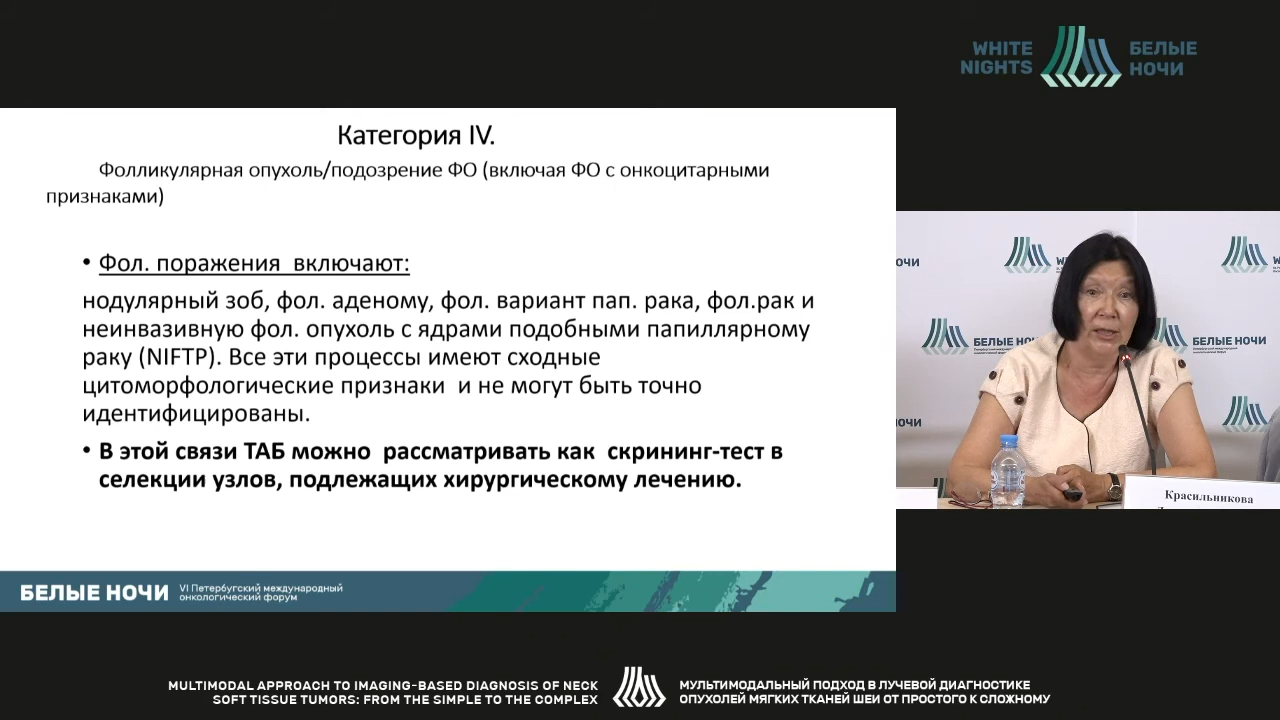 WHITE
NIGHTS
БЕЛЫЕ
НОЧИ
Категория IV.
Фолликулярная опухоль/подозрение ФО (включая ФО с онкоцитарными
признаками)
• Фол. поражения включают:
нодулярный зоб, фол. аденому, фол. вариант пап. рака, фол.рак и
неинвазивную фол. опухоль с ядрами подобными папиллярному
раку (NIFTP). Все эти процессы имеют сходные
цитоморфологические признаки и не могут быть точно
идентифицированы.
• В этой связи ТАБ можно рассматривать как скрининг-тест в
селекции узлов, подлежащих хирургическому лечению.
БЕЛЫЕ НОЧИ
VI Петербугский международный
онкологический форум
НОЧИ
БЕЛЫЕ НОЧИ
БЕЛЫЕ НОЧИ
НОЧИ
Красильникова
MULTIMODAL APPROACH TO IMAGING-BASED DIAGNOSIS OF NECK
SOFT TISSUE TUMORS: FROM THE SIMPLE TO THE COMPLEX
МУЛЬТИМОДАЛЬНЫЙ ПОДХОД В ЛУЧЕВОЙ ДИАГНОСТИКЕ
ОПУХОЛЕЙ МЯГКИХ ТКАНЕЙ ШЕИ ОТ ПРОСТОГО К СЛОЖНОМУ